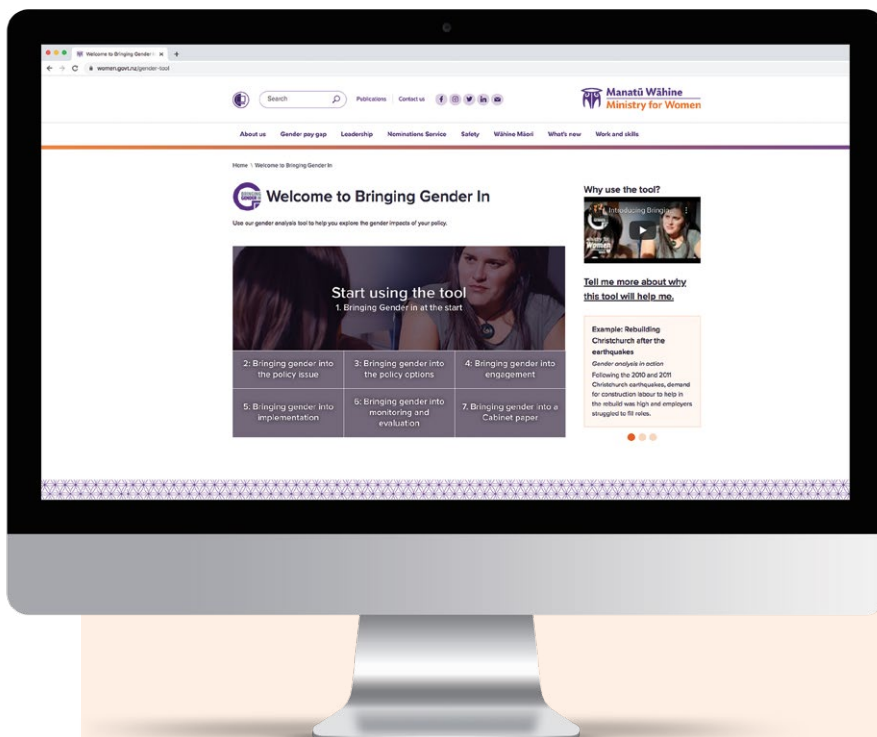 Welcome to Bringing Gender I
women.govt.nz/gender-tool
Search
Publications
Contact us
Manatū Wāhine
Ministry for Women
About us
Gender pay gap
Leadership
Nominations Service
Safety
Wāhine Māori
What's new
Work and skills
Home \ Welcome to Bringing Gender In
BRINGING
GENDER IN
Welcome to Bringing Gender In
Use our gender analysis tool to help you explore the gender impacts of your policy.
Start using the tool
1. Bringing Gender in at the start
2: Bringing gender into
the policy issue
3: Bringing gender into
the policy options
4: Bringing gender into
engagement
5: Bringing gender into
implementation
6: Bringing gender into
monitoring and
evaluation
7. Bringing gender into a
Cabinet paper
Why use the tool?
Introducing Bringing
Women
Tell me more about why
this tool will help me.
Example: Rebuilding
Christchurch after the
earthquakes
Gender analysis in action
Following the 2010 and 2011
Christchurch earthquakes, demand
for construction labour to help in
the rebuild was high and employers
struggled to fill roles.